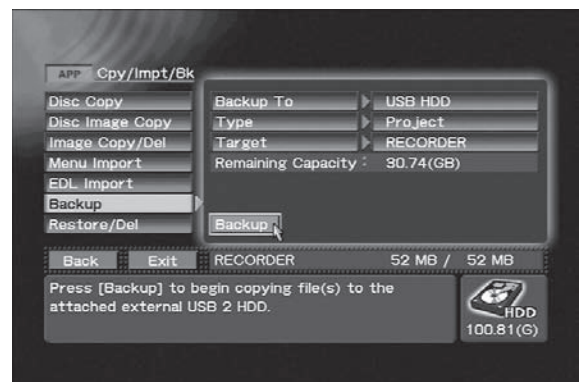 APP Cpy/Impt/Bk
Disc Copy
Disc Image Copy
Image Copy/Del
Menu Import
EDL Import
Backup
Restore/Del
Backup To USB HDD
Type Project
Target RECORDER
Remaining Capacity : 30.74(GB)
Backup
Back Exit RECORDER 52 MB / 52 MB
Press [Backup] to begin copying file(s) to the
attached external USB 2 HDD.
HDD
100.81(G)